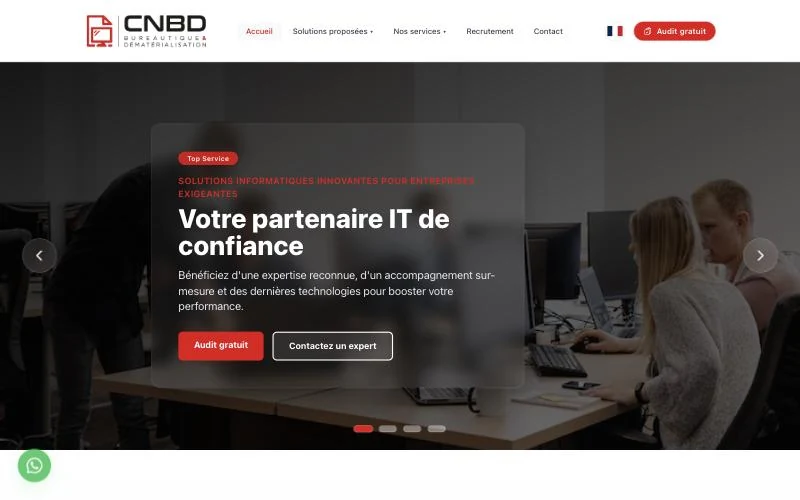 CNBD
BUREAUTIQUE&
DÉMATÉRIALISATION
Accueil
Solutions proposées
Nos services
Recrutement
Contact
Audit gratuit
Top Service
SOLUTIONS INFORMATIQUES INNOVANTES POUR ENTREPRISES
EXIGEANTES
Votre partenaire IT de
confiance
Bénéficiez d'une expertise reconnue, d'un accompagnement sur-
mesure et des dernières technologies pour booster votre
performance.
Audit gratuit
Contactez un expert